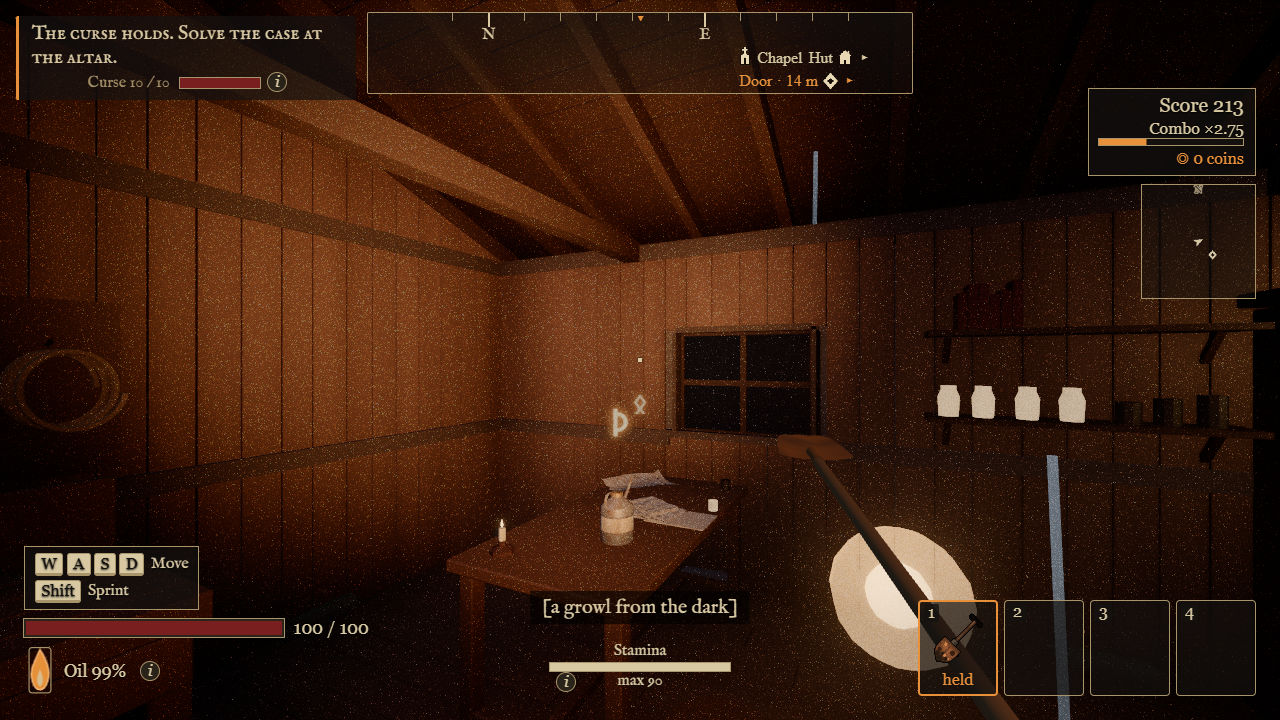 The curse holds. Solve the case at
the altar.
Curse 10/10 i
N E
Chapel Hut
Door · 14 m
Score 213
Combo ×2.75
0 coins
N
þ ᛟ
W A S D Move
Shift Sprint
100 / 100
Oil 99% i
[a growl from the dark]
Stamina
i max 90
1 2 3 4
held